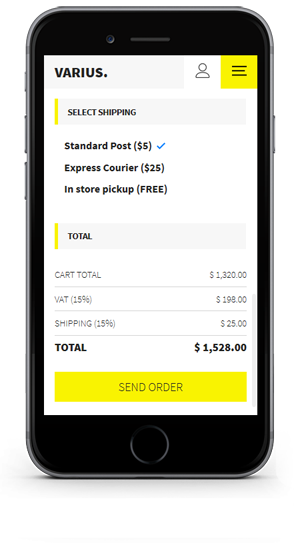 VARIUS.
SELECT SHIPPING
Standard Post ($5)
Express Courier ($25)
In store pickup (FREE)
TOTAL
CART TOTAL $ 1,320.00
VAT (15%) $ 198.00
SHIPPING (15%) $ 25.00
TOTAL $ 1,528.00
SEND ORDER